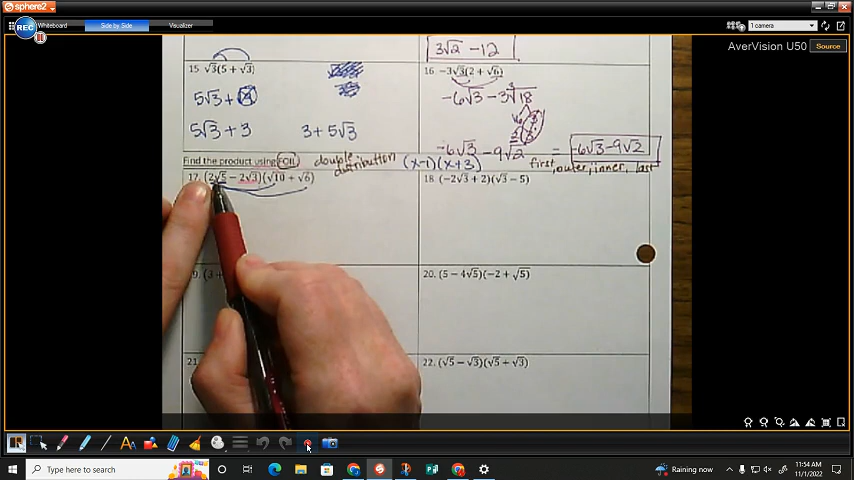 sphere2
REC
Whiteboard
Side by Side
Visualizer
1 camera
AverVision U50
Source
3√2 − 12
15 √3(5 + √3)
5√3 +
5√3 + 3
3 + 5√3
16. −3√3(2 + √6)
−6√3 − 3√18
−6√3 − 9√2
= −6√3 − 9√2
Find the product using FOIL
double distribution
(x−1)(x+3)
first, outer, inner, last
17. (2√5 − 2√3)(√10 + √6)
18. (−2√3 + 2)(√3 − 5)
9. (3 +
20. (5 − 4√5)(−2 + √5)
21
22. (√5 − √3)(√5 + √3)
Type here to search
Raining now
11:54 AM
11/1/2022